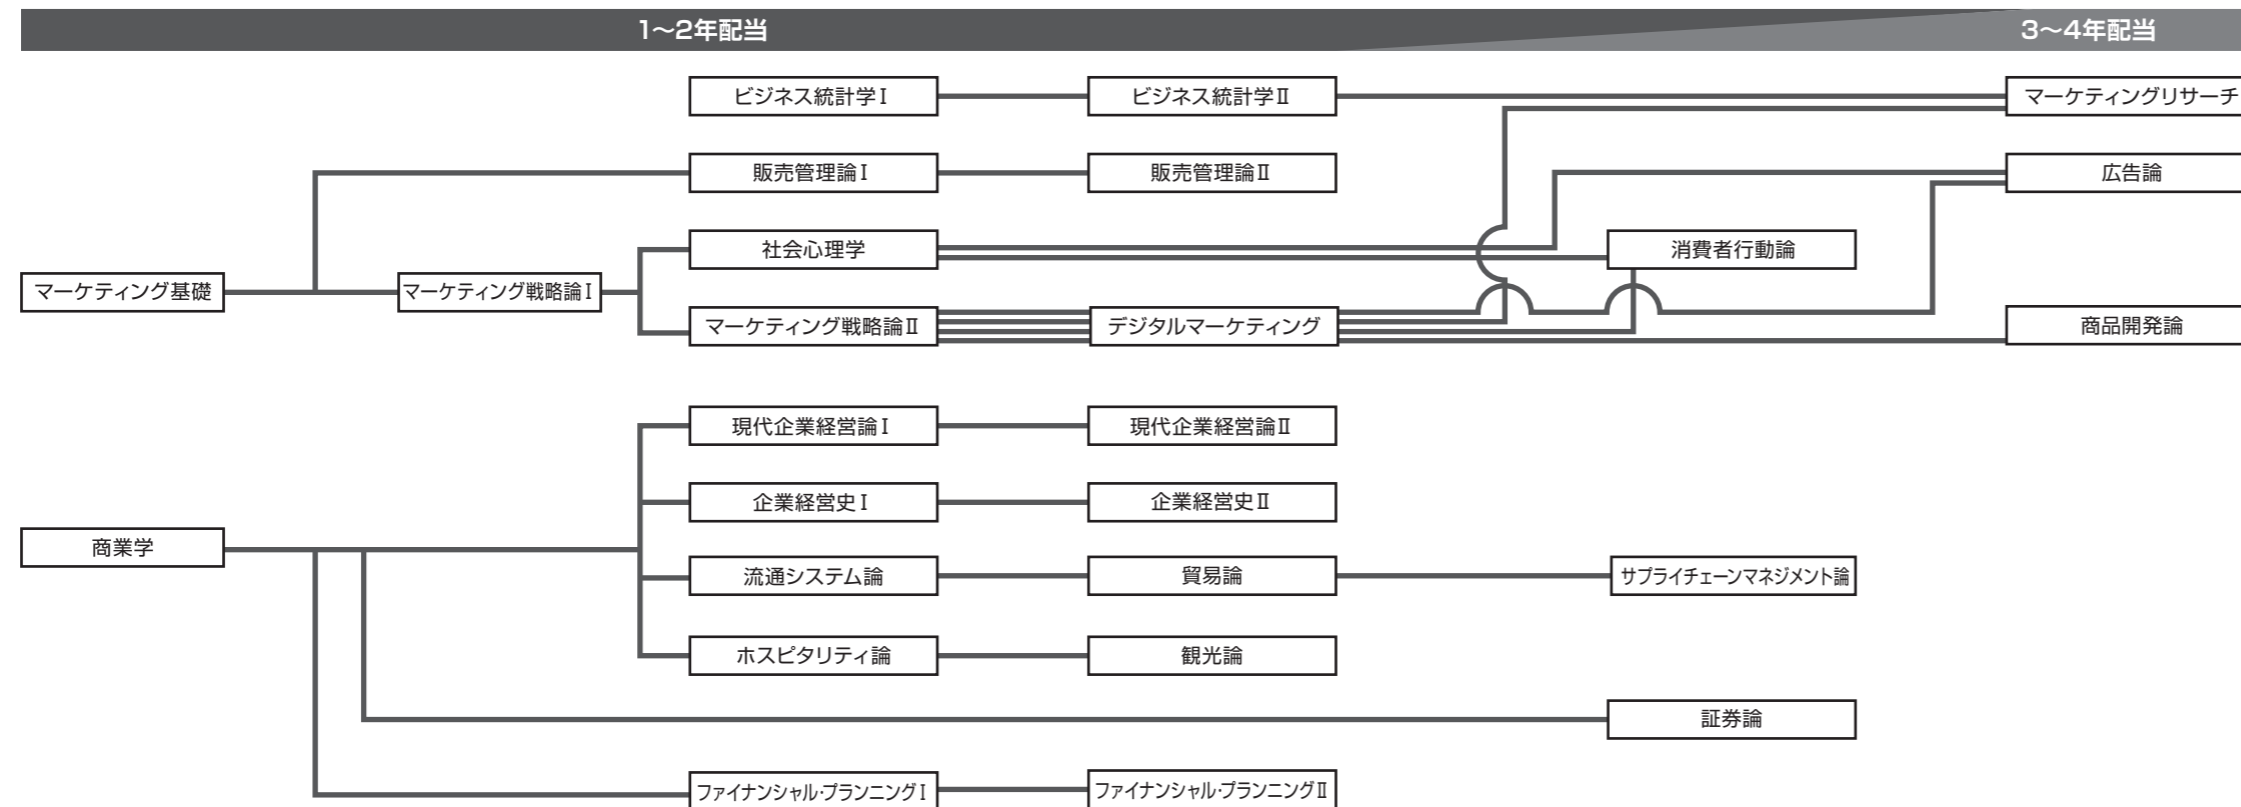 1〜2年配当
3〜4年配当
ビジネス統計学Ⅰ
ビジネス統計学Ⅱ
マーケティングリサーチ
販売管理論Ⅰ
販売管理論Ⅱ
広告論
社会心理学
消費者行動論
マーケティング基礎
マーケティング戦略論Ⅰ
マーケティング戦略論Ⅱ
デジタルマーケティング
商品開発論
現代企業経営論Ⅰ
現代企業経営論Ⅱ
企業経営史Ⅰ
企業経営史Ⅱ
商業学
流通システム論
貿易論
サプライチェーンマネジメント論
ホスピタリティ論
観光論
証券論
ファイナンシャル・プランニングⅠ
ファイナンシャル・プランニングⅡ